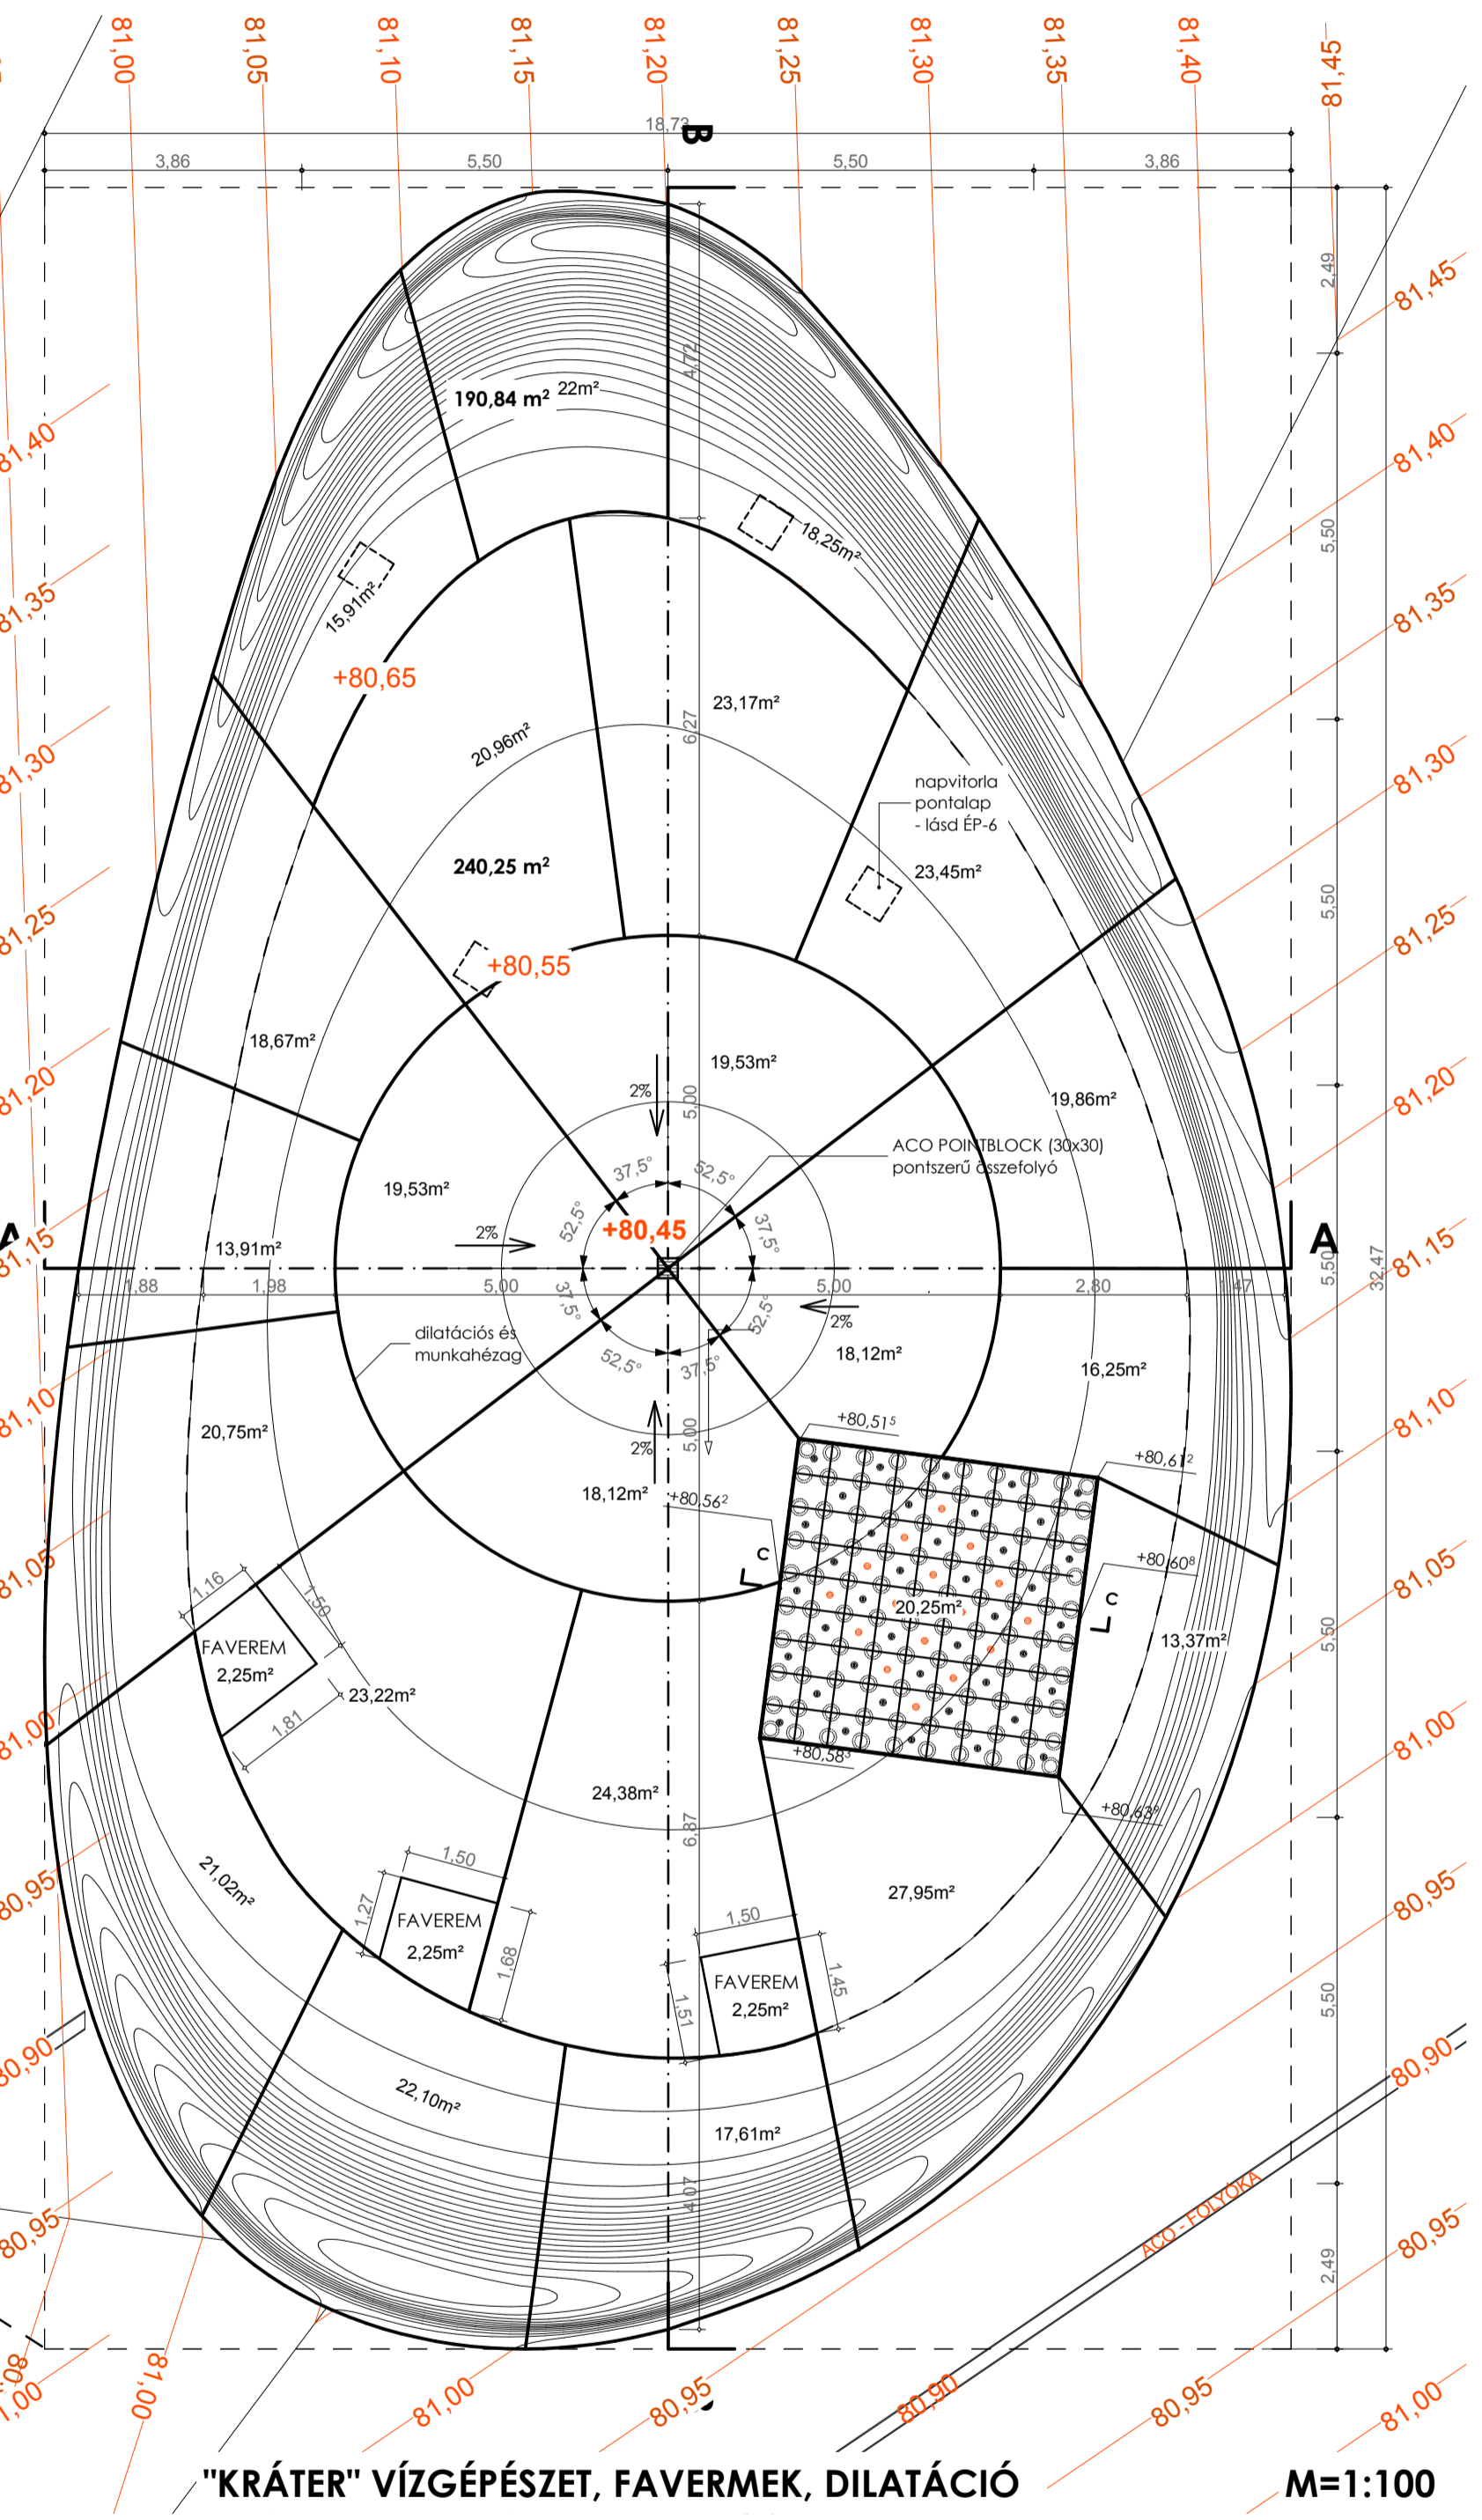 81,00
81,05
81,10
81,15
81,20
81,25
81,30
81,35
81,40
81,45
B
18,73
3,86
5,50
5,50
3,86
2,49
81,45
4,72
190,84 m²
22m²
81,40
81,40
5,50
18,25m²
15,91m²
81,35
81,35
+80,65
23,17m²
6,27
20,96m²
81,30
81,30
napvitorla
pontalap
- lásd ÉP-6
240,25 m²
23,45m²
5,50
81,25
81,25
+80,55
18,67m²
19,53m²
2%
5,00
81,20
81,20
19,86m²
ACO POINTBLOCK (30x30)
pontszerű összefolyó
37,5°
52,5°
19,53m²
52,5°
37,5°
+80,45
2%
13,91m²
A
81,15
81,15
5,50
32,47
1,88
1,98
5,00
5,00
2,80
1,47
37,5°
52,5°
2%
dilatációs és
munkahézag
52,5°
37,5°
18,12m²
16,25m²
81,10
81,10
20,75m²
+80,51⁵
5,00
2%
+80,61²
18,12m²
+80,56²
C
81,05
81,05
+80,60⁸
1,16
1,50
C
20,25m²
FAVEREM
2,25m²
13,37m²
5,50
23,22m²
1,81
81,00
81,00
+80,58³
24,38m²
+80,63⁹
6,87
21,02m²
1,50
80,95
80,95
27,95m²
1,27
FAVEREM
2,25m²
1,50
1,68
FAVEREM
2,25m²
1,45
1,51
5,50
80,90
80,90
22,10m²
17,61m²
4,07
ACO - FOLYÓKA
80,95
80,95
2,49
81,00
81,00
80,95
80,90
80,95
81,00
"KRÁTER" VÍZGÉPÉSZET, FAVERMEK, DILATÁCIÓ
M=1:100